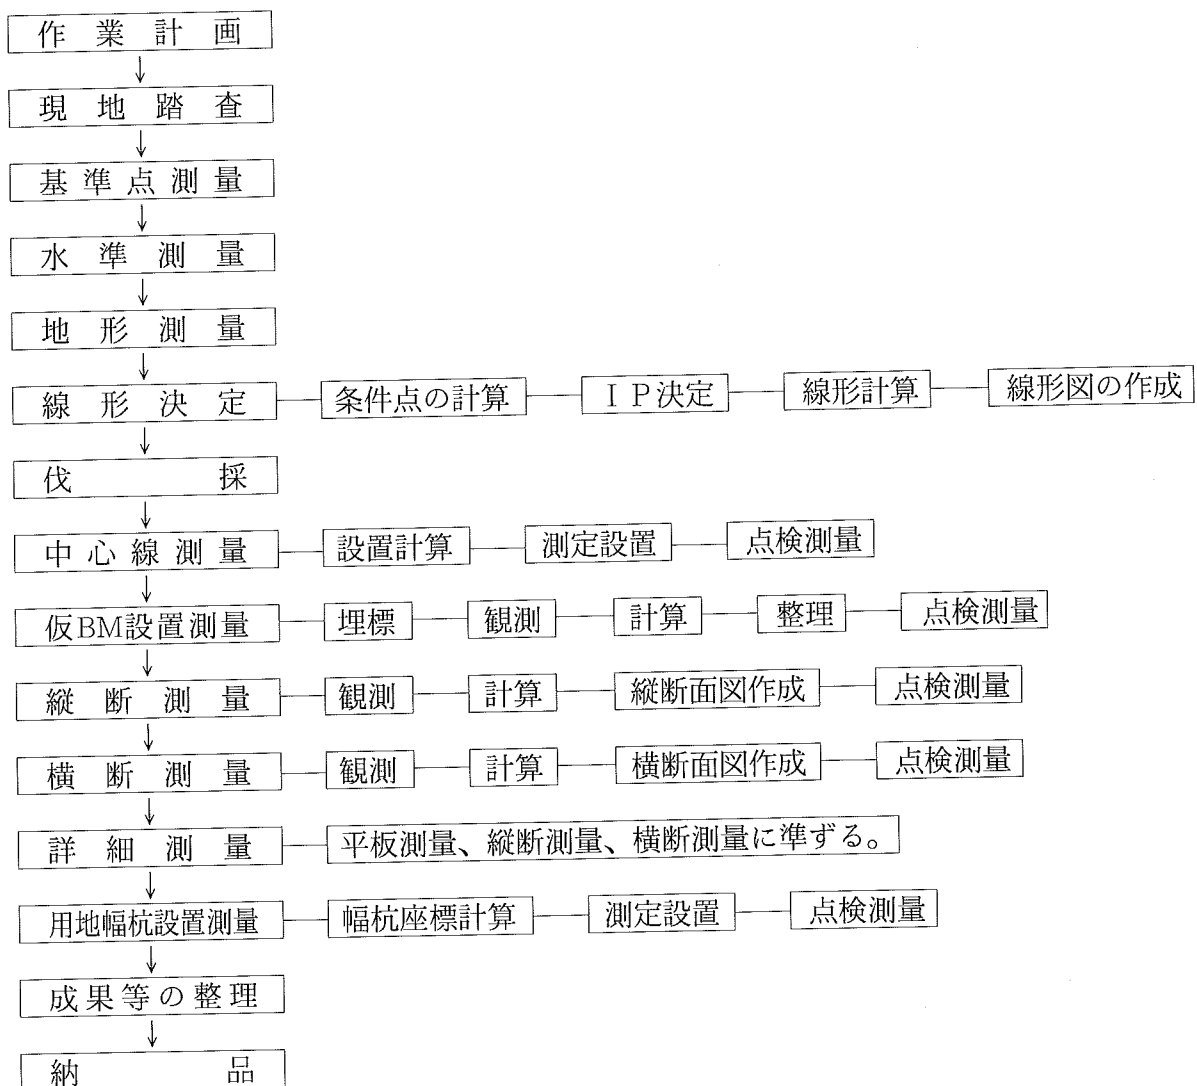 作業計画
現地踏査
基準点測量
水準測量
地形測量
線形決定 条件点の計算 IP決定 線形計算 線形図の作成
伐採
中心線測量 設置計算 測定設置 点検測量
仮BM設置測量 埋標 観測 計算 整理 点検測量
縦断測量 観測 計算 縦断面図作成 点検測量
横断測量 観測 計算 横断面図作成 点検測量
詳細測量 平板測量、縦断測量、横断測量に準ずる。
用地幅杭設置測量 幅杭座標計算 測定設置 点検測量
成果等の整理
納品